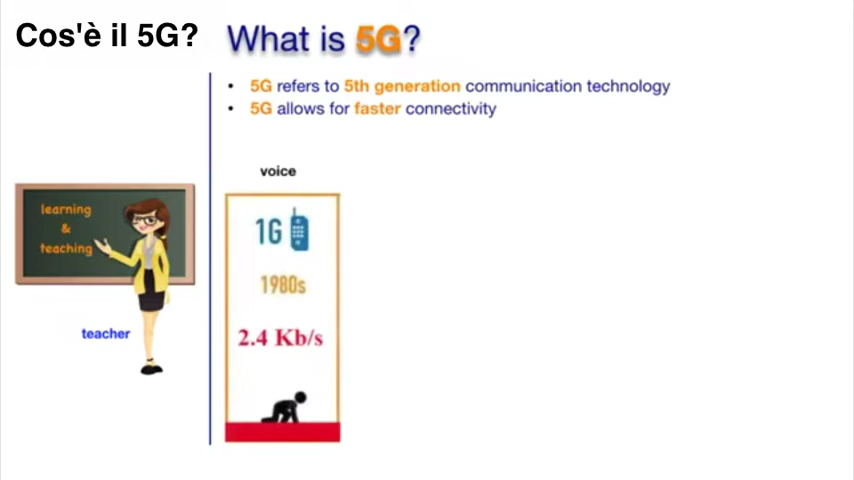 Cos'è il 5G?
What is 5G?
• 5G refers to 5th generation communication technology
• 5G allows for faster connectivity
voice
learning
&
teaching
1G
1980s
2.4 Kb/s
teacher